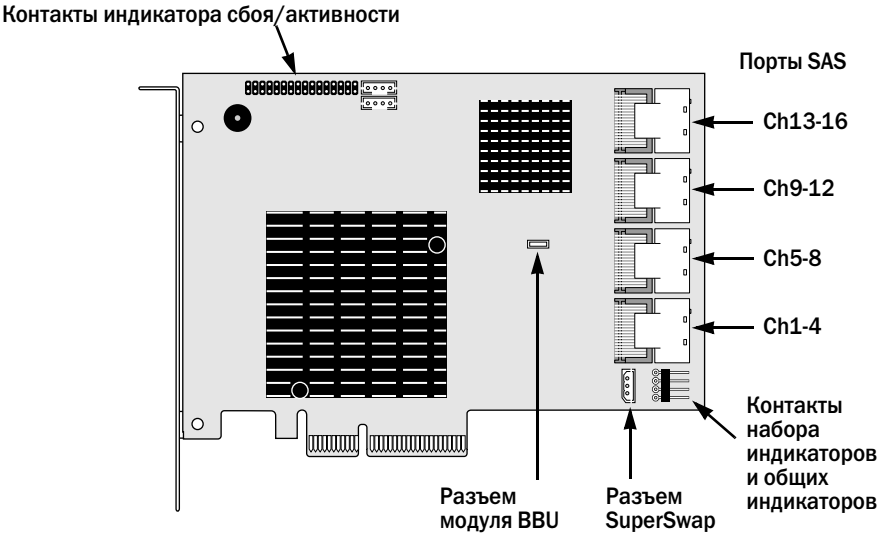 Контакты индикатора сбоя/активности
Порты SAS
Ch13-16
Ch9-12
Ch5-8
Ch1-4
Контакты
набора
индикаторов
и общих
индикаторов
Разъем
модуля BBU
Разъем
SuperSwap